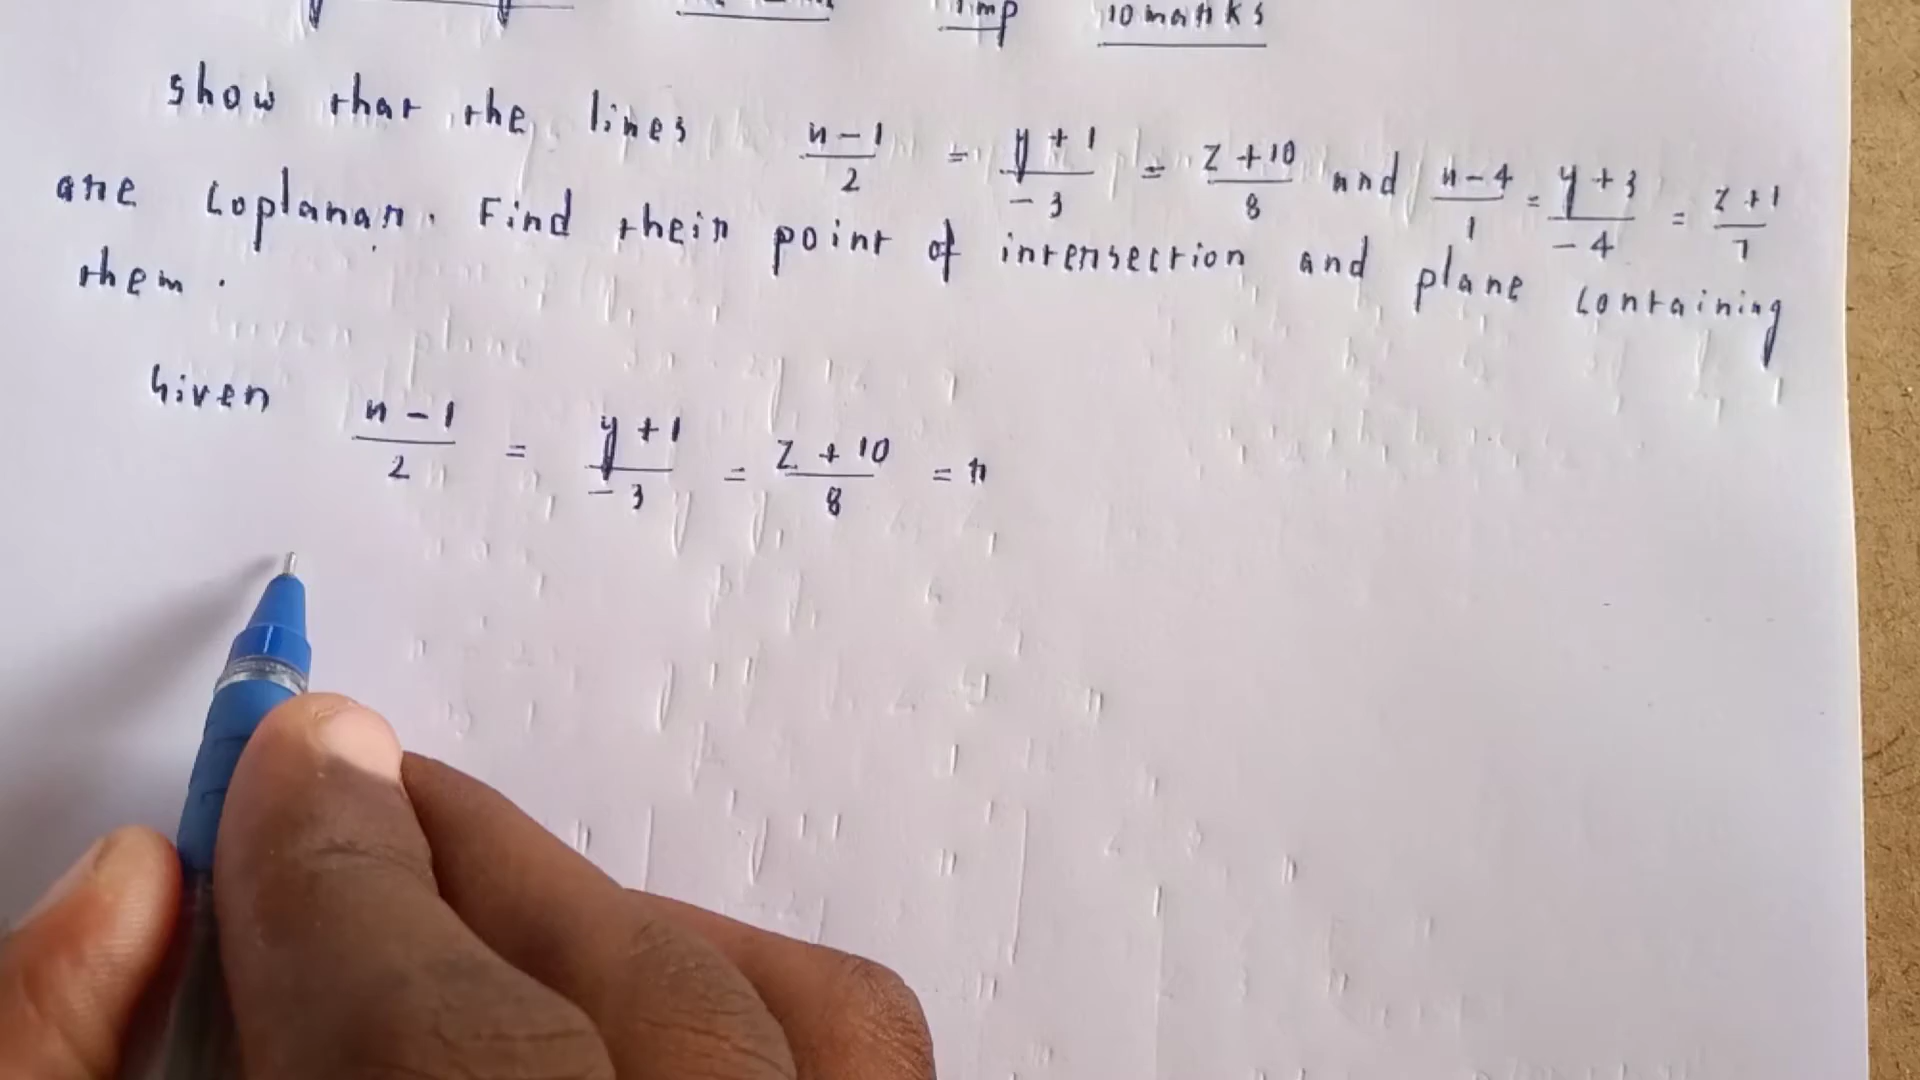 imp 10 marks
show that the lines x-1/2 = y+1/-3 = z+10/8 and x-4/1 = y+3/-4 = z+1/7
are coplanar. Find their point of intersection and plane containing
them.
Given x-1/2 = y+1/-3 = z+10/8 = r